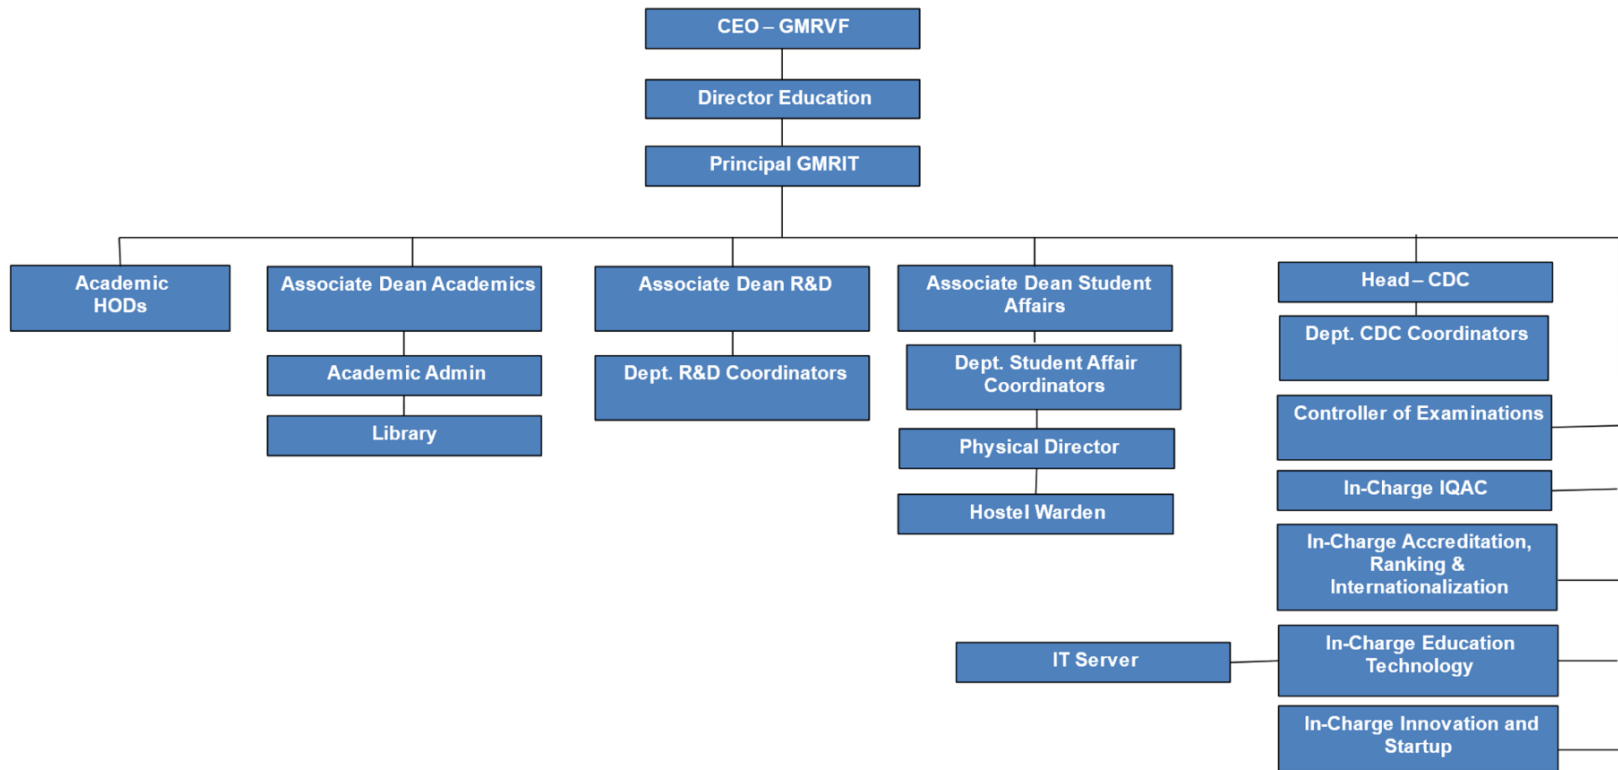 CEO – GMRVF
Director Education
Principal GMRIT
Academic
HODs
Associate Dean Academics
Associate Dean R&D
Associate Dean Student
Affairs
Head – CDC
Academic Admin
Library
Dept. R&D Coordinators
Dept. Student Affair
Coordinators
Physical Director
Hostel Warden
Dept. CDC Coordinators
Controller of Examinations
In-Charge IQAC
In-Charge Accreditation,
Ranking &
Internationalization
IT Server
In-Charge Education
Technology
In-Charge Innovation and
Startup